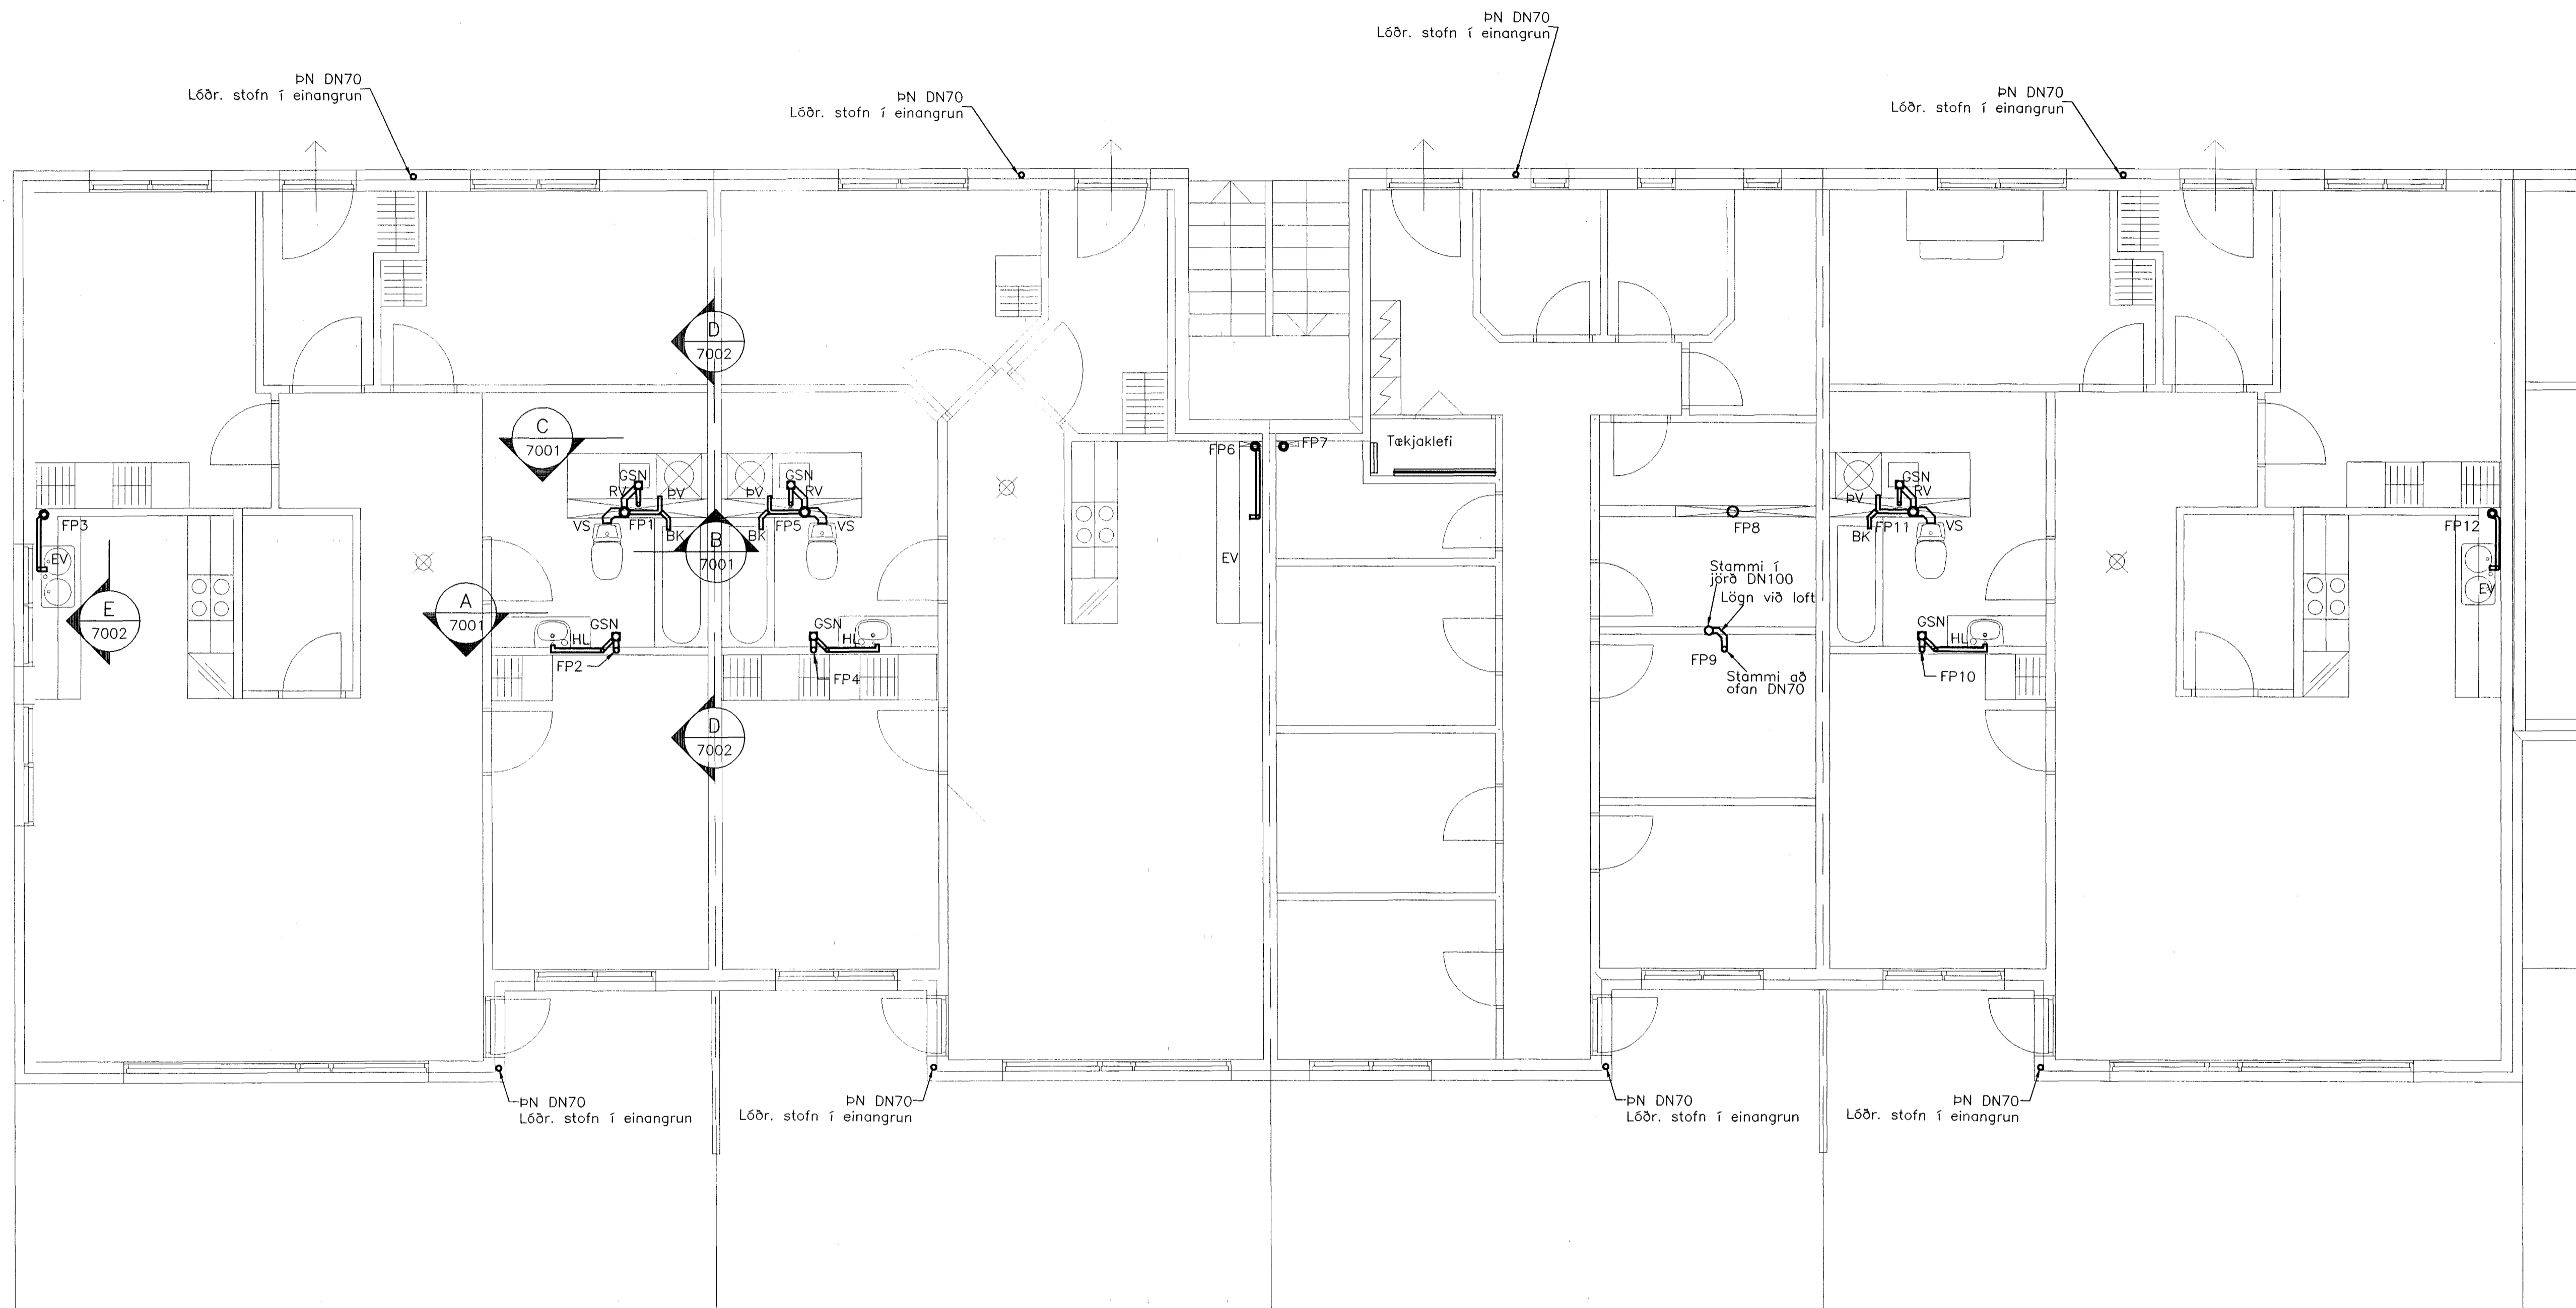 ÞN DN70
Lóðr. stofn í einangrun
ÞN DN70
Lóðr. stofn í einangrun
ÞN DN70
Lóðr. stofn í einangrun
ÞN DN70
Lóðr. stofn í einangrun
D
7002
C
7001
GSN
RV
ÞV
VS
FP1
BK
ÞV
GSN
RV
BK
FP5
VS
B
7001
FP3
EV
E
7002
A
7001
HL
GSN
FP2
GSN
HL
FP4
D
7002
FP6
FP7
EV
Tækjaklefi
FP8
Stammi í
jörð DN100
Lögn við loft
FP9
Stammi að
ofan DN70
GSN
RV
ÞV
BK
FP11
VS
GSN
HL
FP10
FP12
EV
ÞN DN70
Lóðr. stofn í einangrun
ÞN DN70
Lóðr. stofn í einangrun
ÞN DN70
Lóðr. stofn í einangrun
ÞN DN70
Lóðr. stofn í einangrun